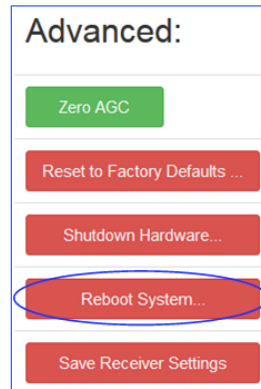 Advanced:
Zero AGC
Reset to Factory Defaults ...
Shutdown Hardware...
Reboot System...
Save Receiver Settings